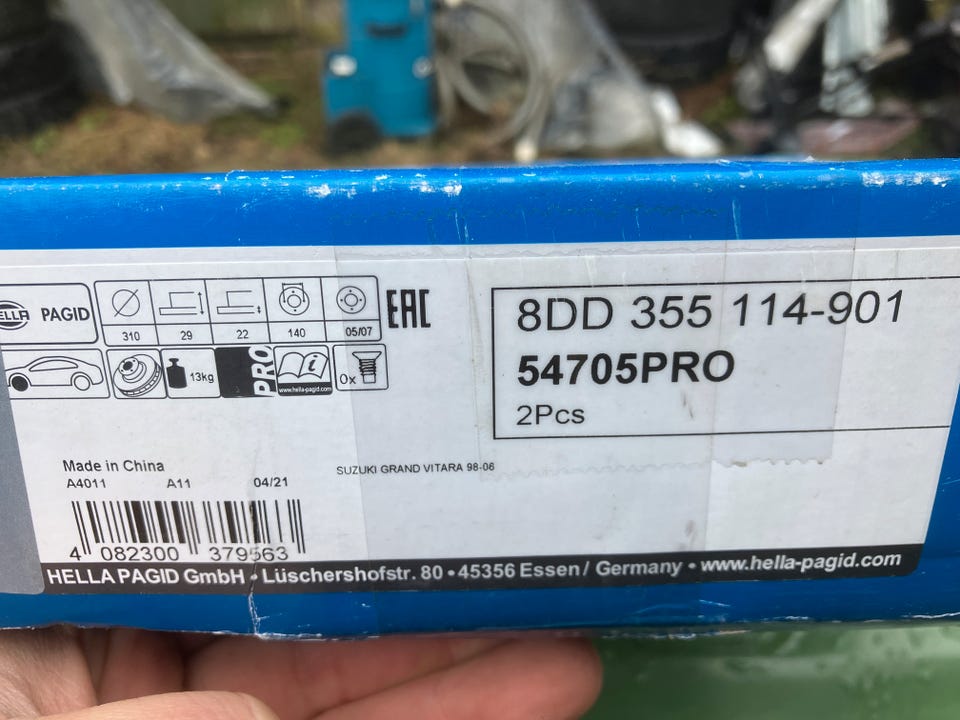 HELLA PAGID
310 29 22 140 05/07
EAC
13kg PRO i www.hella-pagid.com 0x
8DD 355 114-901
54705PRO
2Pcs
Made in China
A4011 A11 04/21
SUZUKI GRAND VITARA 98-06
4 082300 379563
HELLA PAGID GmbH • Lüschershofstr. 80 • 45356 Essen / Germany • www.hella-pagid.com